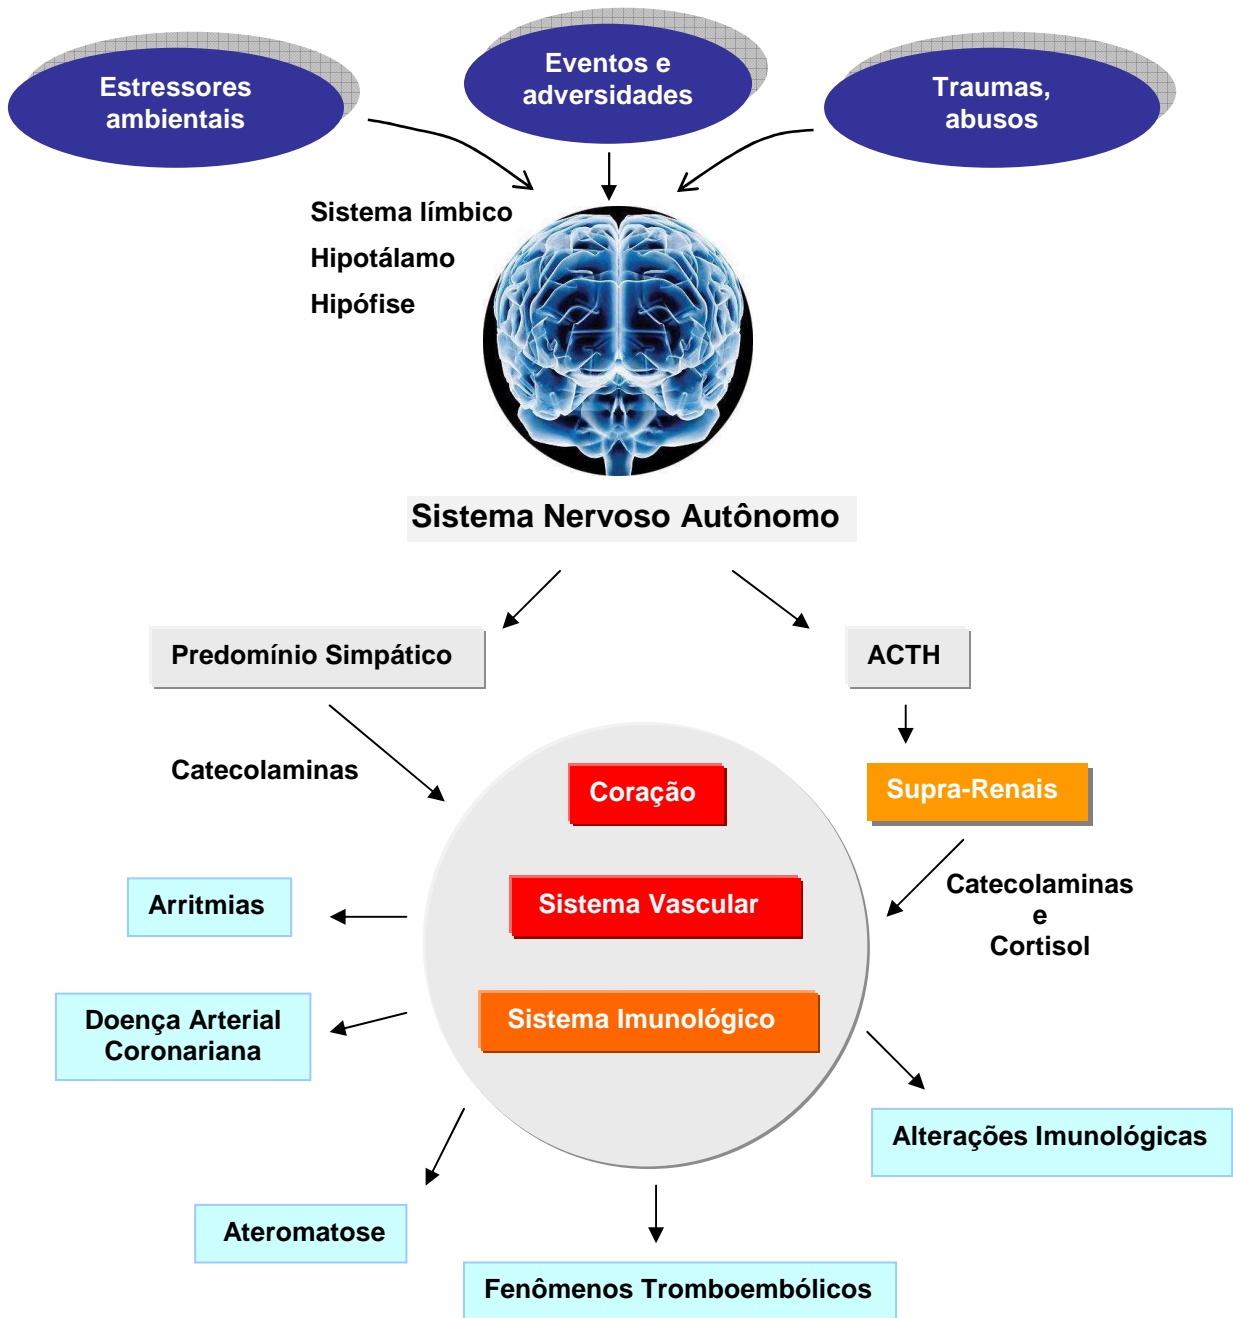 Estressores
ambientais
Eventos e
adversidades
Traumas,
abusos
Sistema límbico
Hipotálamo
Hipófise
Sistema Nervoso Autônomo
Predomínio Simpático
ACTH
Catecolaminas
Coração
Supra-Renais
Sistema Vascular
Catecolaminas
e
Cortisol
Arritmias
Sistema Imunológico
Doença Arterial
Coronariana
Alterações Imunológicas
Ateromatose
Fenômenos Tromboembólicos